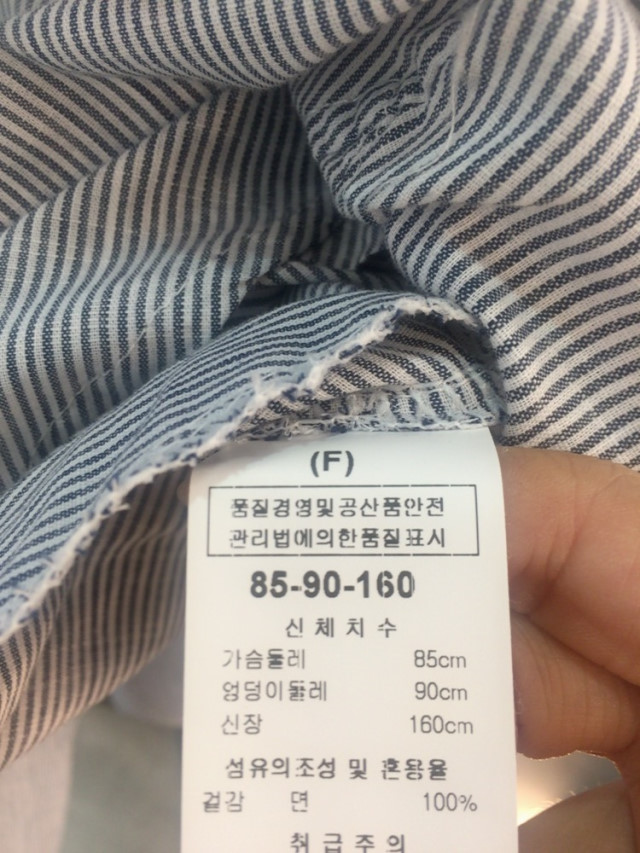 (F)
품질경영및공산품안전
관리법에의한품질표시
85-90-160
신체치수
가슴둘레 85cm
엉덩이둘레 90cm
신장 160cm
섬유의조성 및 혼용율
겉감 면 100%
취급주의